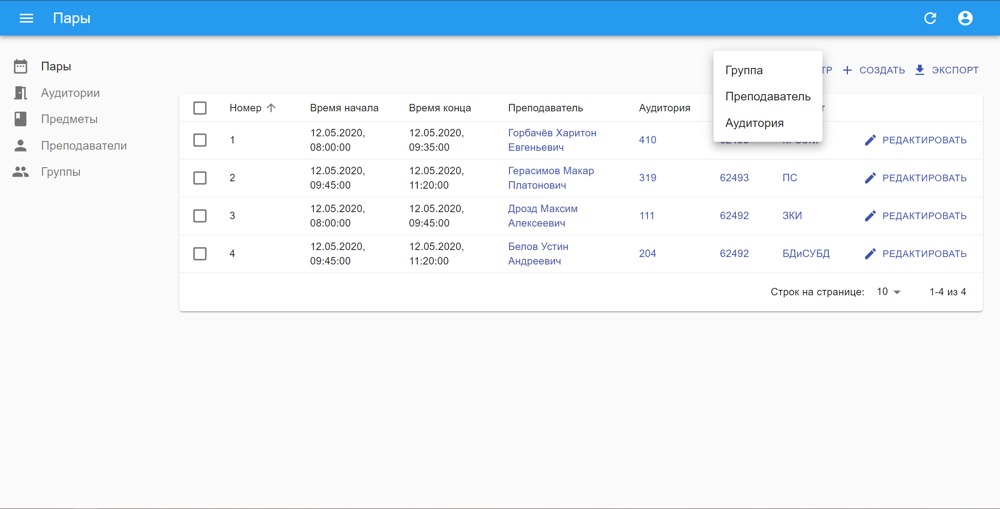 Пары
Пары
Аудитории
Предметы
Преподаватели
Группы
Группа
Преподаватель
Аудитория
СОЗДАТЬ
ЭКСПОРТ
Номер Время начала Время конца Преподаватель Аудитория
1 12.05.2020, 08:00:00 12.05.2020, 09:35:00 Горбачёв Харитон Евгеньевич 410 РЕДАКТИРОВАТЬ
2 12.05.2020, 09:45:00 12.05.2020, 11:20:00 Герасимов Макар Платонович 319 62493 ПС РЕДАКТИРОВАТЬ
3 12.05.2020, 08:00:00 12.05.2020, 09:45:00 Дрозд Максим Алексеевич 111 62492 ЗКИ РЕДАКТИРОВАТЬ
4 12.05.2020, 09:45:00 12.05.2020, 11:20:00 Белов Устин Андреевич 204 62492 БДиСУБД РЕДАКТИРОВАТЬ
Строк на странице: 10 1-4 из 4